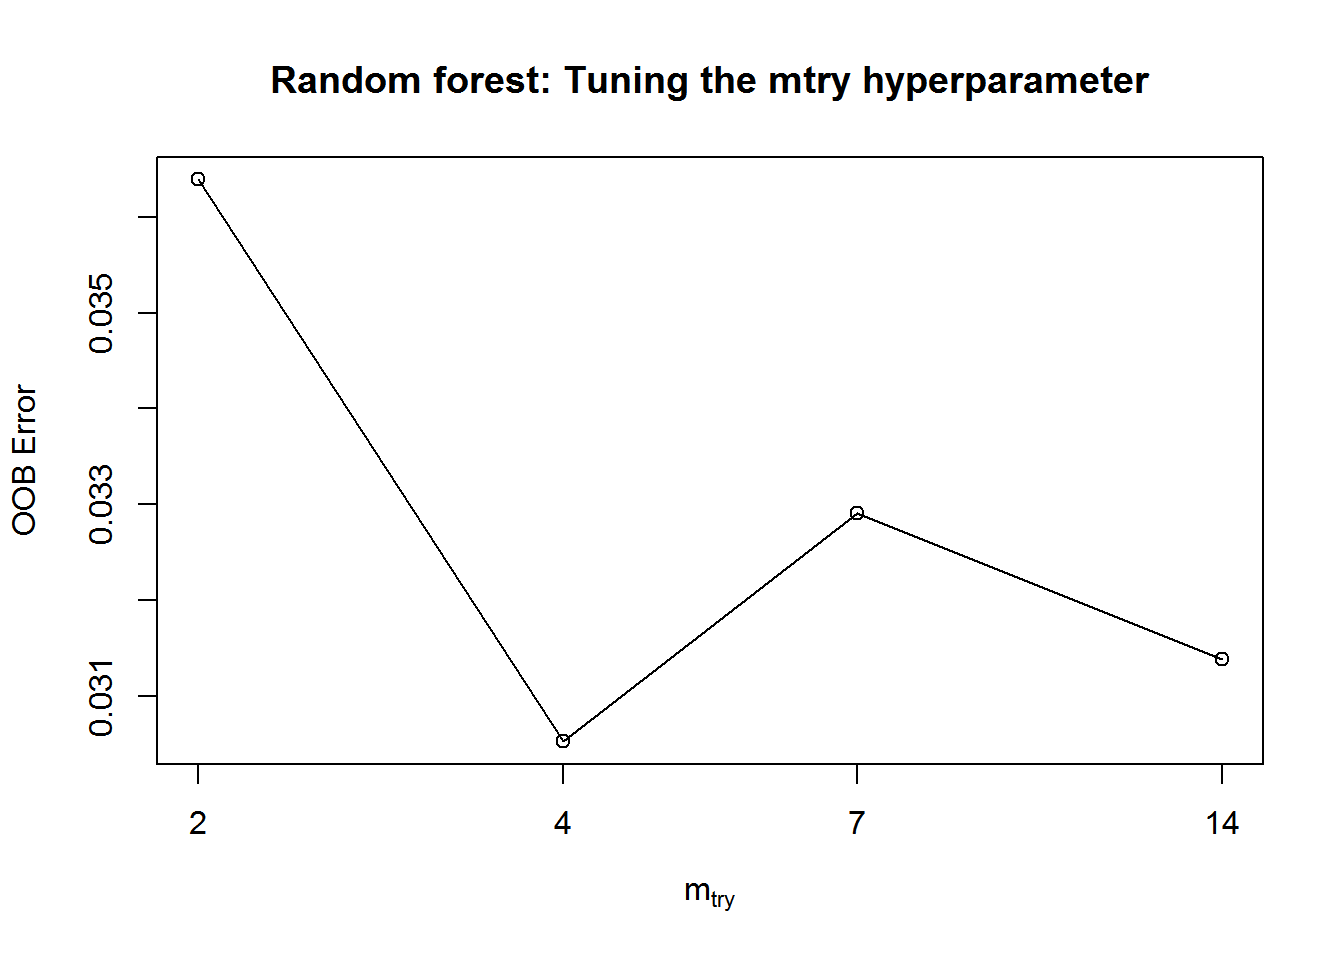 Random forest: Tuning the mtry hyperparameter
OOB Error
0.035
0.033
0.031
2 4 7 14
mtry